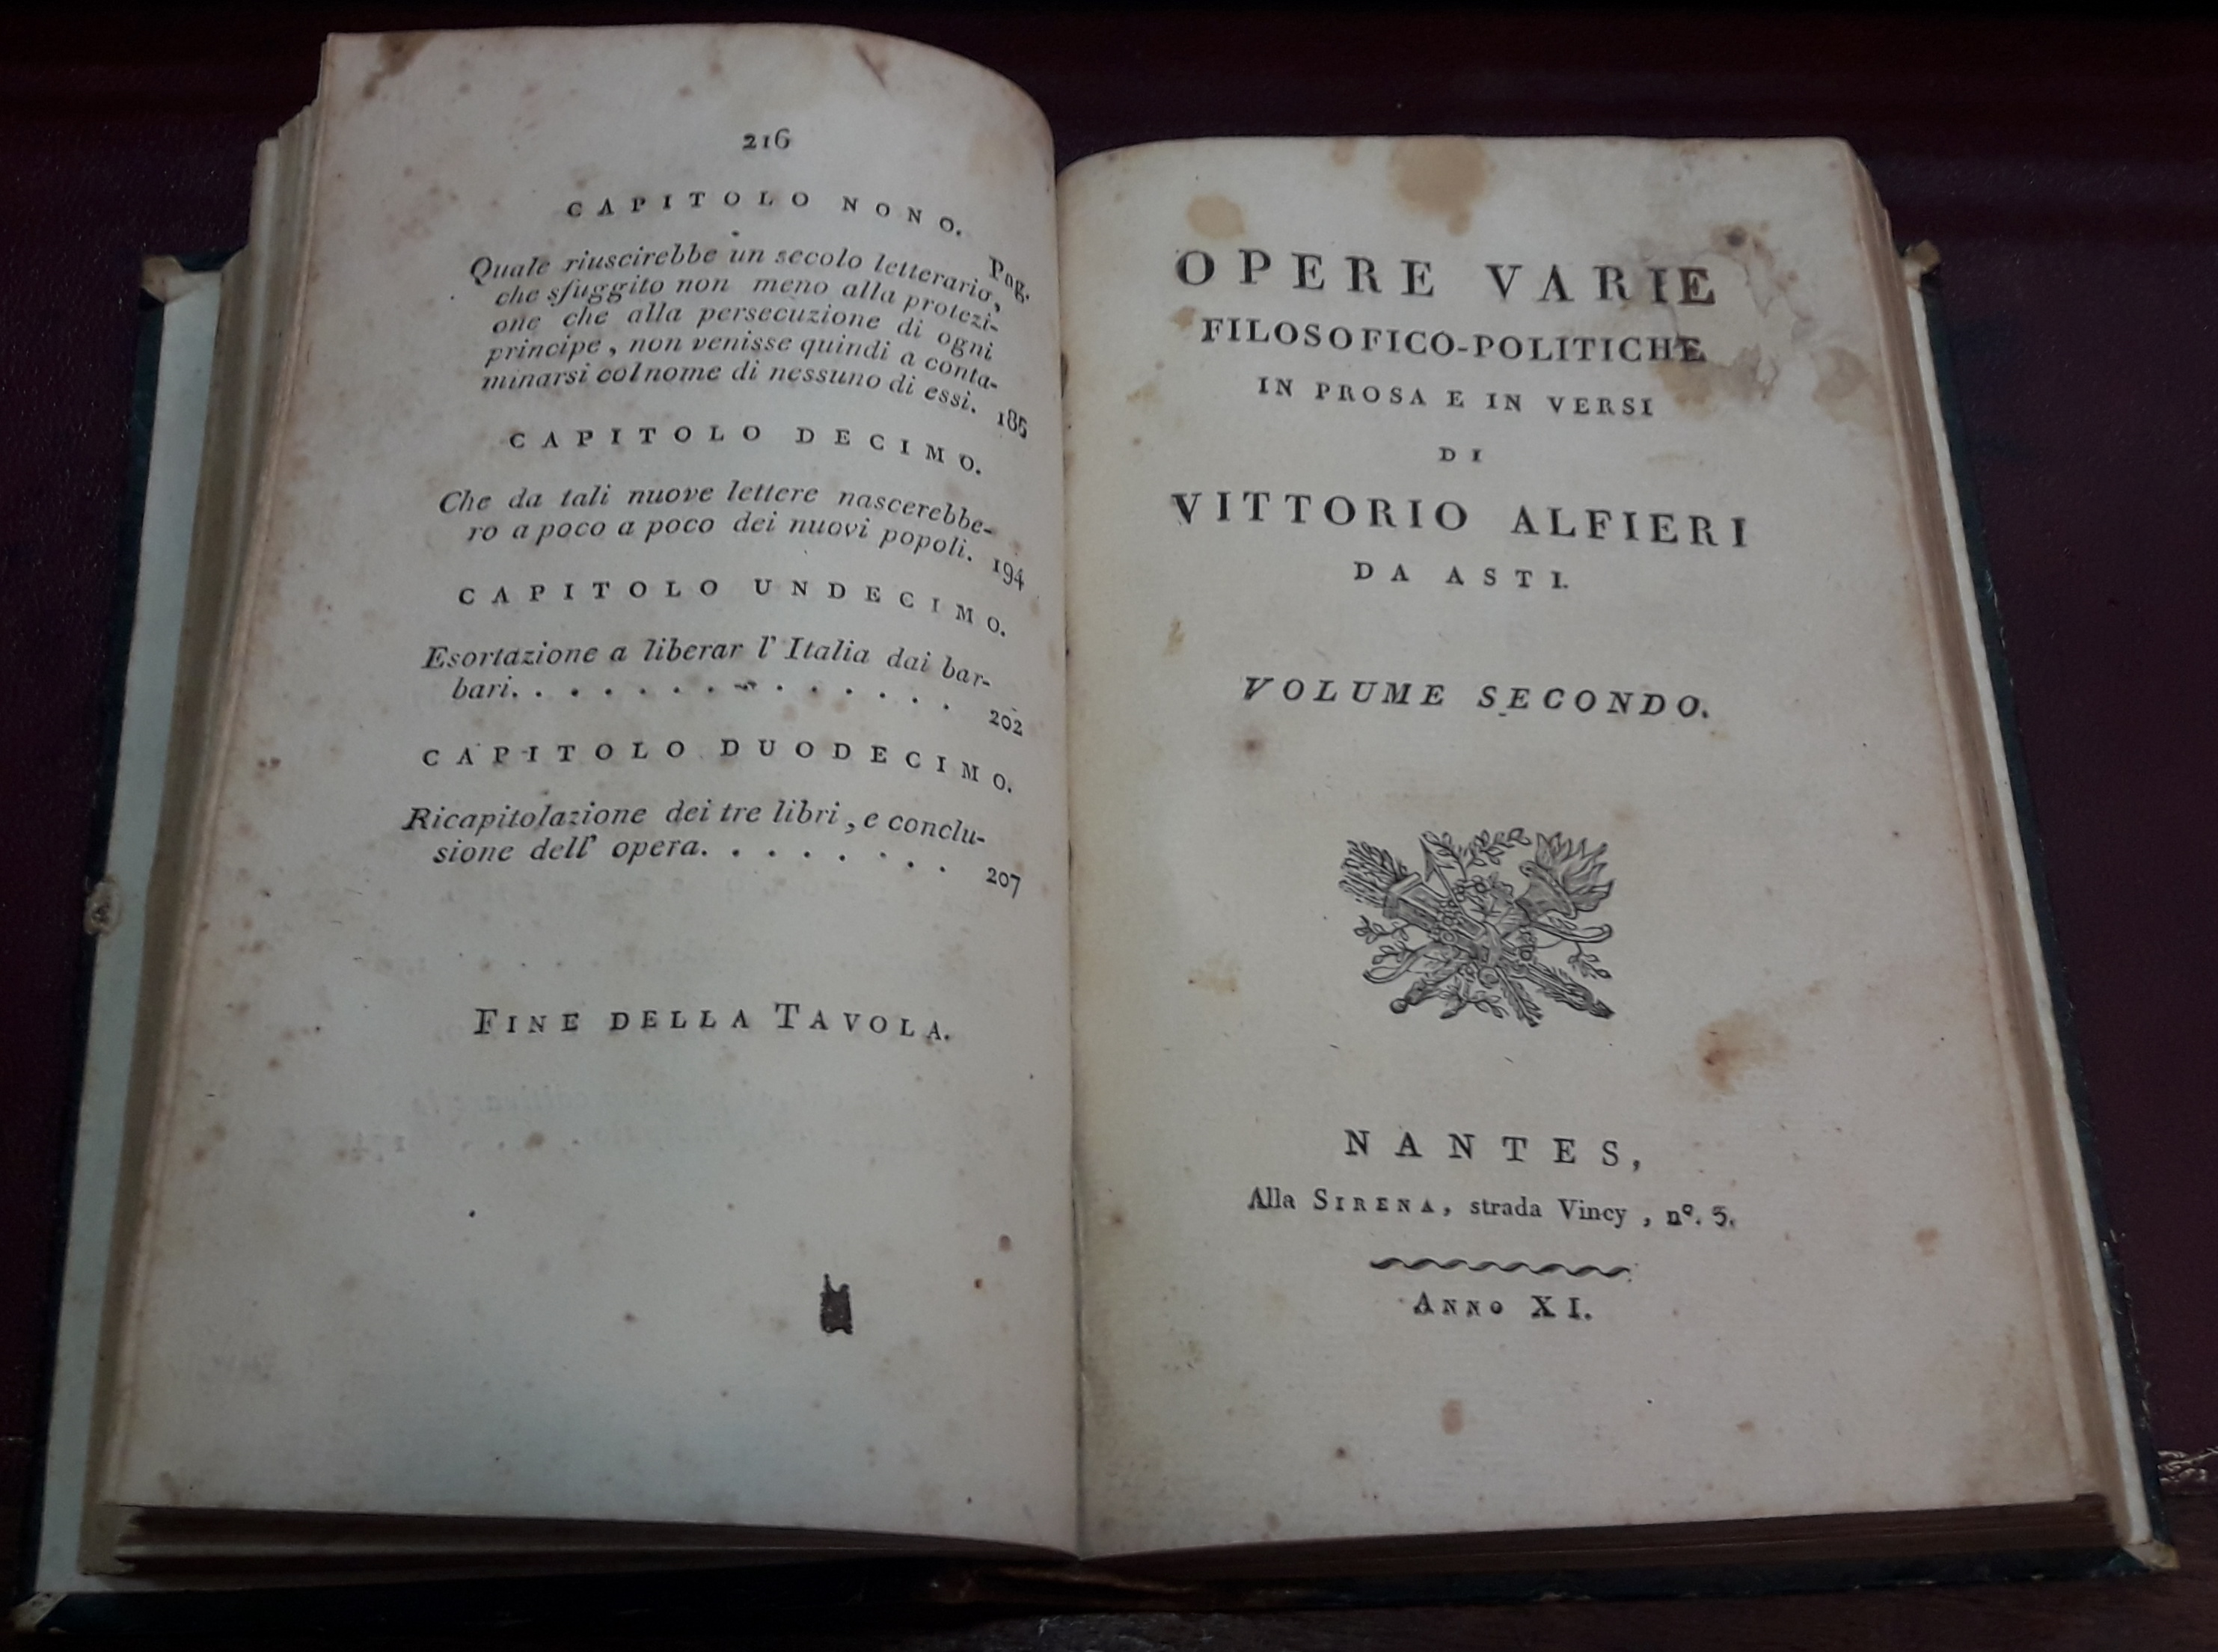 216
CAPITOLO NONO.
Pag.
Quale riuscirebbe un secolo letterario,
che sfuggito non meno alla protezi-
one che alla persecuzione di ogni
principe, non venisse quindi a conta-
minarsi col nome di nessuno di essi. 186
CAPITOLO DECIMO.
Che da tali nuove lettere nascerebbe-
ro a poco a poco dei nuovi popoli. 194
CAPITOLO UNDECIMO.
Esortazione a liberar l'Italia dai bar-
bari. . . . . . . . . . . . . . 202
CAPITOLO DUODECIMO.
Ricapitolazione dei tre libri, e conclu-
sione dell' opera. . . . . . . . 207
FINE DELLA TAVOLA.
OPERE VARIE
FILOSOFICO-POLITICHE
IN PROSA E IN VERSI
DI
VITTORIO ALFIERI
DA ASTI.
VOLUME SECONDO.
NANTES,
Alla SIRENA, strada Vincy, nº. 5.
ANNO XI.